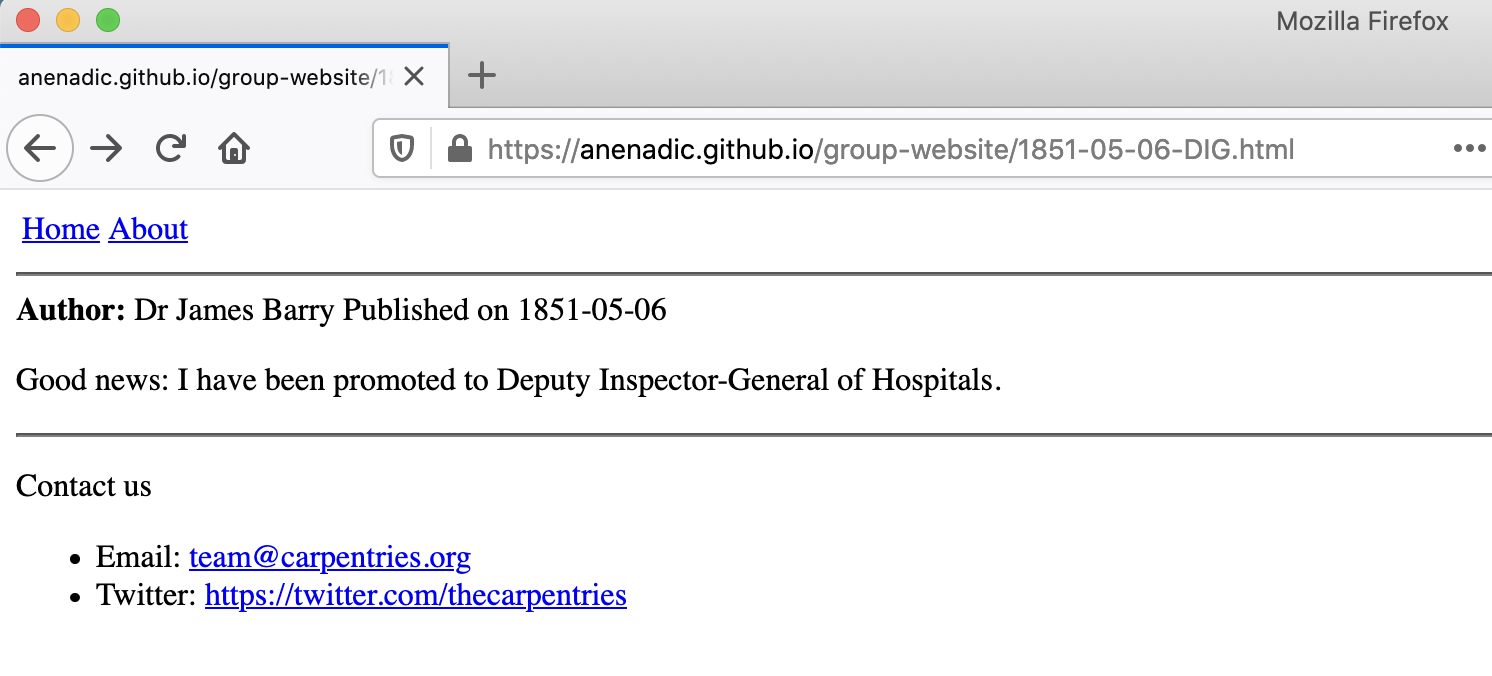 Mozilla Firefox
anenadic.github.io/group-website/18
https://anenadic.github.io/group-website/1851-05-06-DIG.html
Home About
Author: Dr James Barry Published on 1851-05-06
Good news: I have been promoted to Deputy Inspector-General of Hospitals.
Contact us
Email: team@carpentries.org
Twitter: https://twitter.com/thecarpentries